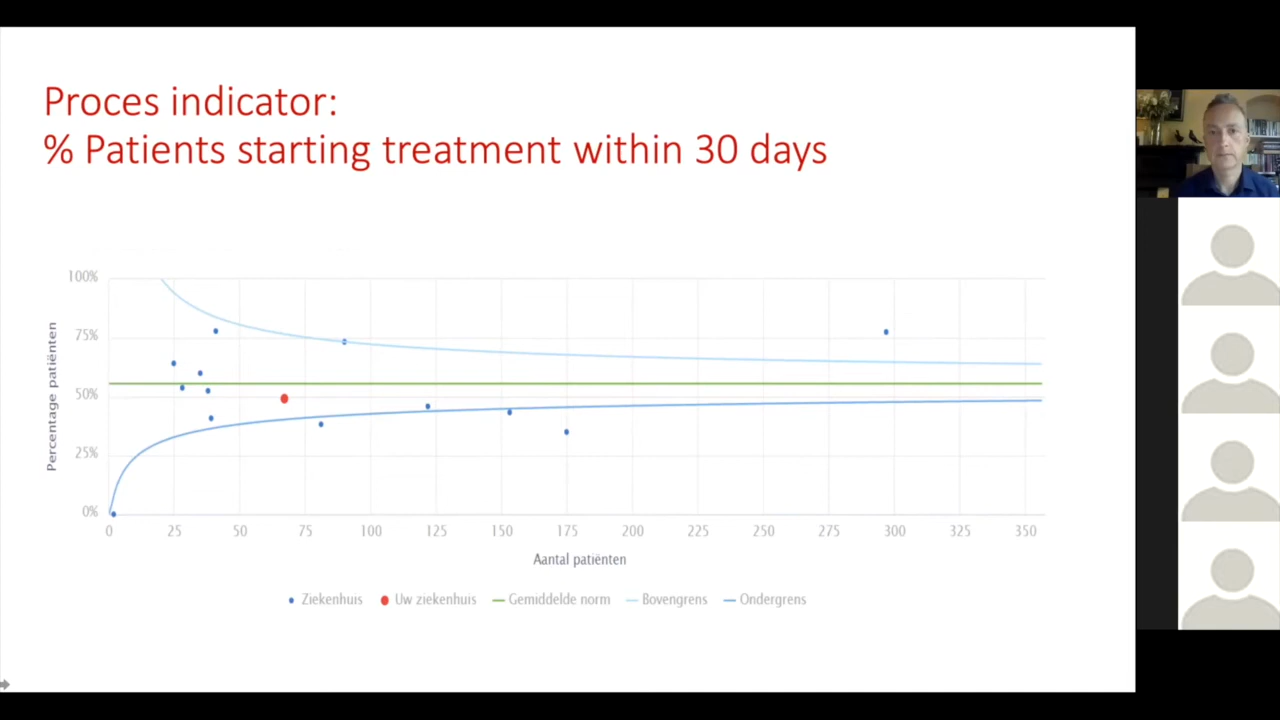 Proces indicator:
% Patients starting treatment within 30 days
Percentage patiënten
100%
75%
50%
25%
0%
0 25 50 75 100 125 150 175 200 225 250 275 300 325 350
Aantal patiënten
Ziekenhuis Uw ziekenhuis Gemiddelde norm Bovengrens Ondergrens